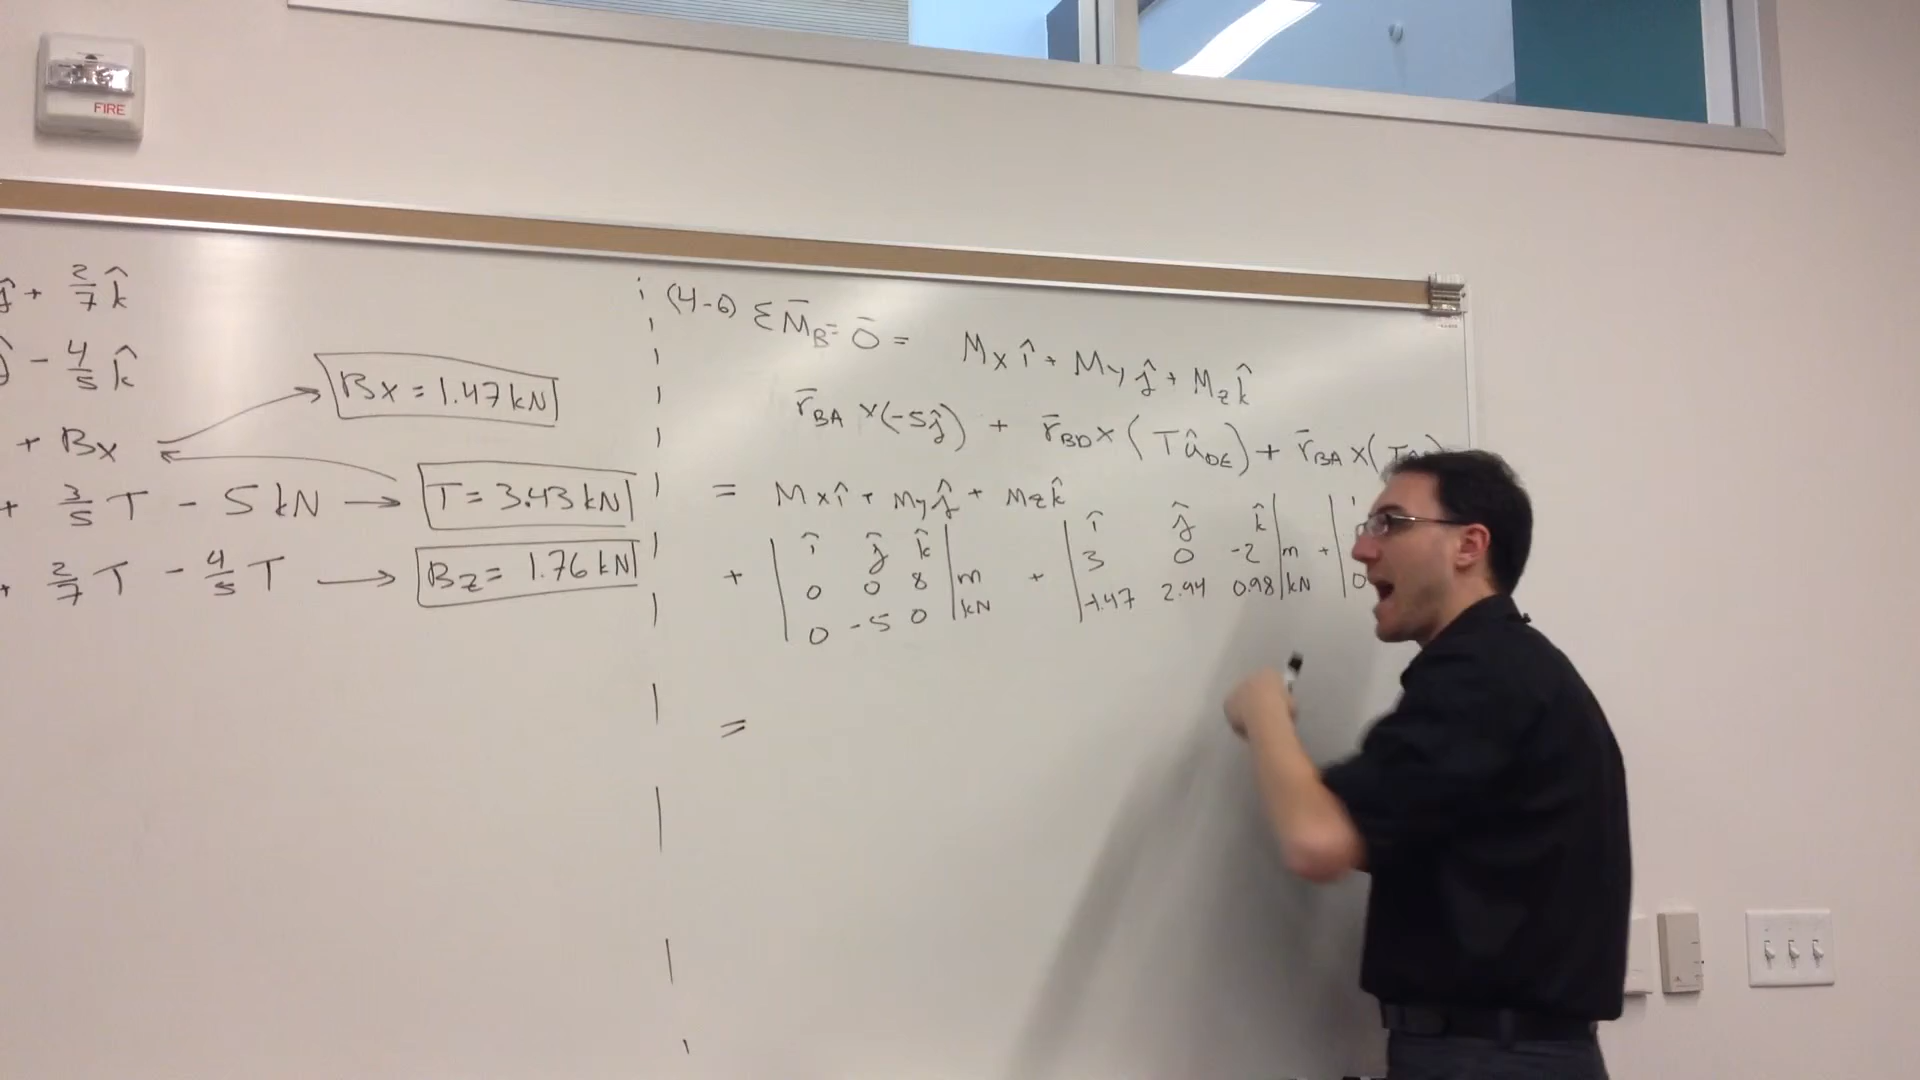 FIRE
ĵ + 2/7 k̂
ĵ - 4/5 k̂
+ Bx
Bx = 1.47 kN
+ 3/5 T - 5 kN → T = 3.43 kN
+ 2/7 T - 4/5 T → Bz = 1.76 kN
(4-6) ΣM̄B = Ō = Mx î + My ĵ + Mz k̂
r̄BA × (-5ĵ) + r̄BD × (T ûDE) + r̄BA × (T
= Mx î + My ĵ + Mz k̂
+ | î ĵ k̂ | + | î ĵ k̂ | + |
0 0 8 m 3 0 -2 m
0 -5 0 kN -1.47 2.94 0.98 kN 0
=